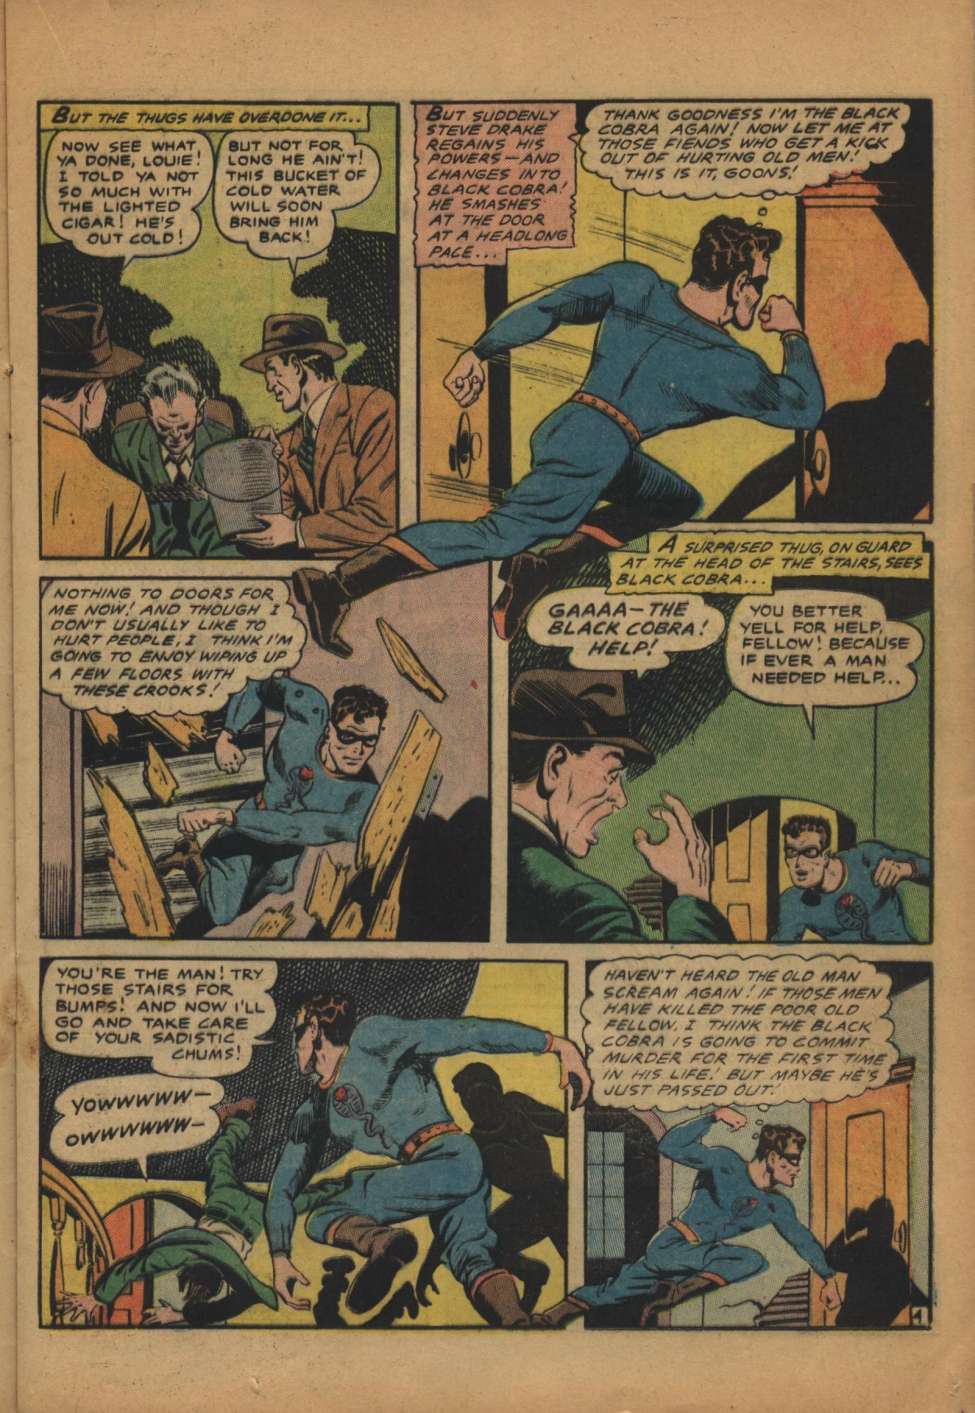 BUT THE THUGS HAVE OVERDONE IT...
NOW SEE WHAT
YA DONE, LOUIE!
I TOLD YA NOT
SO MUCH WITH
THE LIGHTED
CIGAR! HE'S
OUT COLD!
BUT NOT FOR
LONG HE AIN'T!
THIS BUCKET OF
COLD WATER
WILL SOON
BRING HIM
BACK!
BUT SUDDENLY
STEVE DRAKE
REGAINS HIS
POWERS—AND
CHANGES INTO
BLACK COBRA!
HE SMASHES
AT THE DOOR
AT A HEADLONG
PACE...
THANK GOODNESS I'M THE BLACK
COBRA AGAIN! NOW LET ME AT
THOSE FIENDS WHO GET A KICK
OUT OF HURTING OLD MEN!
THIS IS IT, GOONS!
NOTHING TO DOORS FOR
ME NOW! AND THOUGH I
DON'T USUALLY LIKE TO
HURT PEOPLE, I THINK I'M
GOING TO ENJOY WIPING UP
A FEW FLOORS WITH
THESE CROOKS!
A SURPRISED THUG, ON GUARD
AT THE HEAD OF THE STAIRS, SEES
BLACK COBRA...
GAAAA—THE
BLACK COBRA!
HELP!
YOU BETTER
YELL FOR HELP,
FELLOW! BECAUSE
IF EVER A MAN
NEEDED HELP...
YOU'RE THE MAN! TRY
THOSE STAIRS FOR
BUMPS! AND NOW I'LL
GO AND TAKE CARE
OF YOUR SADISTIC
CHUMS!
YOWWWWW—
OWWWWWW—
HAVEN'T HEARD THE OLD MAN
SCREAM AGAIN! IF THOSE MEN
HAVE KILLED THE POOR OLD
FELLOW, I THINK THE BLACK
COBRA IS GOING TO COMMIT
MURDER FOR THE FIRST TIME
IN HIS LIFE! BUT MAYBE HE'S
JUST PASSED OUT!
4